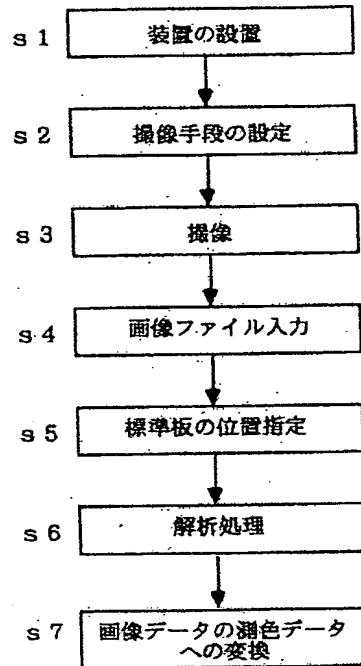 s 1 装置の設置
s 2 撮像手段の設定
s 3 撮像
s 4 画像ファイル入力
s 5 標準板の位置指定
s 6 解析処理
s 7 画像データの測色データ
への変換